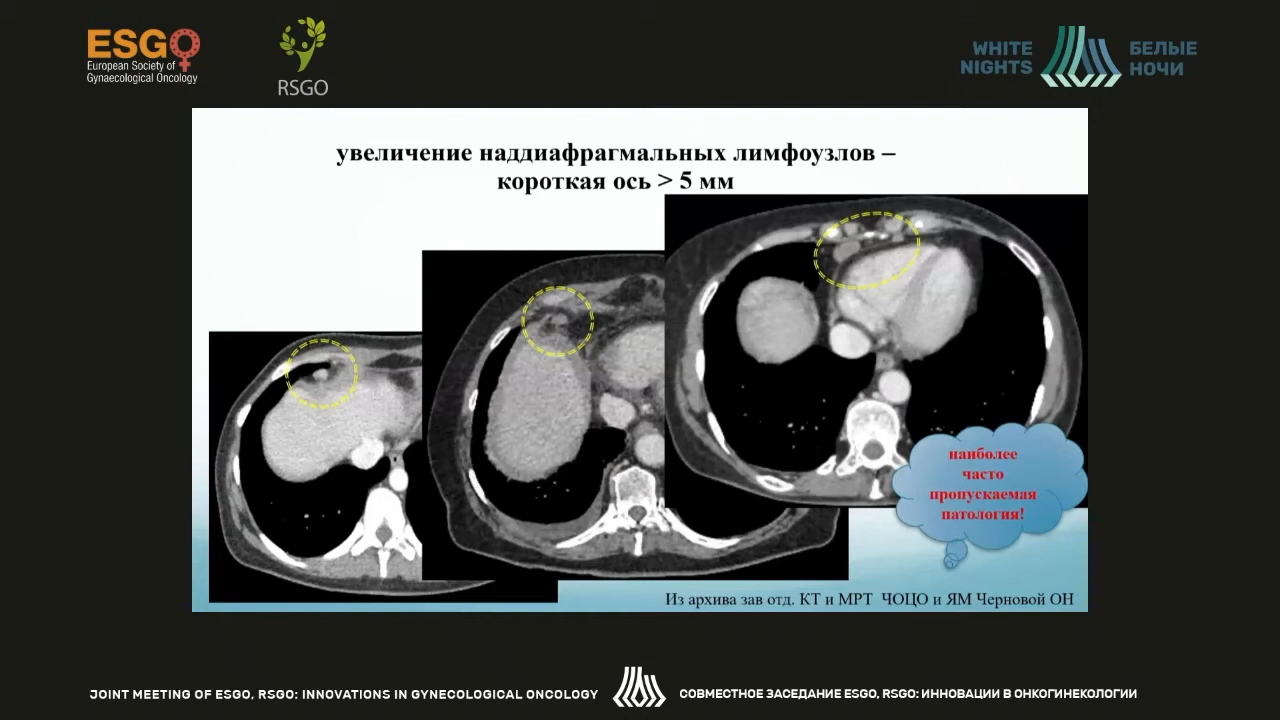 ESGO
European Society of
Gynaecological Oncology
RSGO
WHITE
NIGHTS
БЕЛЫЕ
НОЧИ
увеличение наддиафрагмальных лимфоузлов –
короткая ось > 5 мм
наиболее
часто
пропускаемая
патология!
Из архива зав отд. КТ и МРТ ЧОЦО и ЯМ Черновой ОН
JOINT MEETING OF ESGO, RSGO: INNOVATIONS IN GYNECOLOGICAL ONCOLOGY
СОВМЕСТНОЕ ЗАСЕДАНИЕ ESGO, RSGO: ИННОВАЦИИ В ОНКОГИНЕКОЛОГИИ